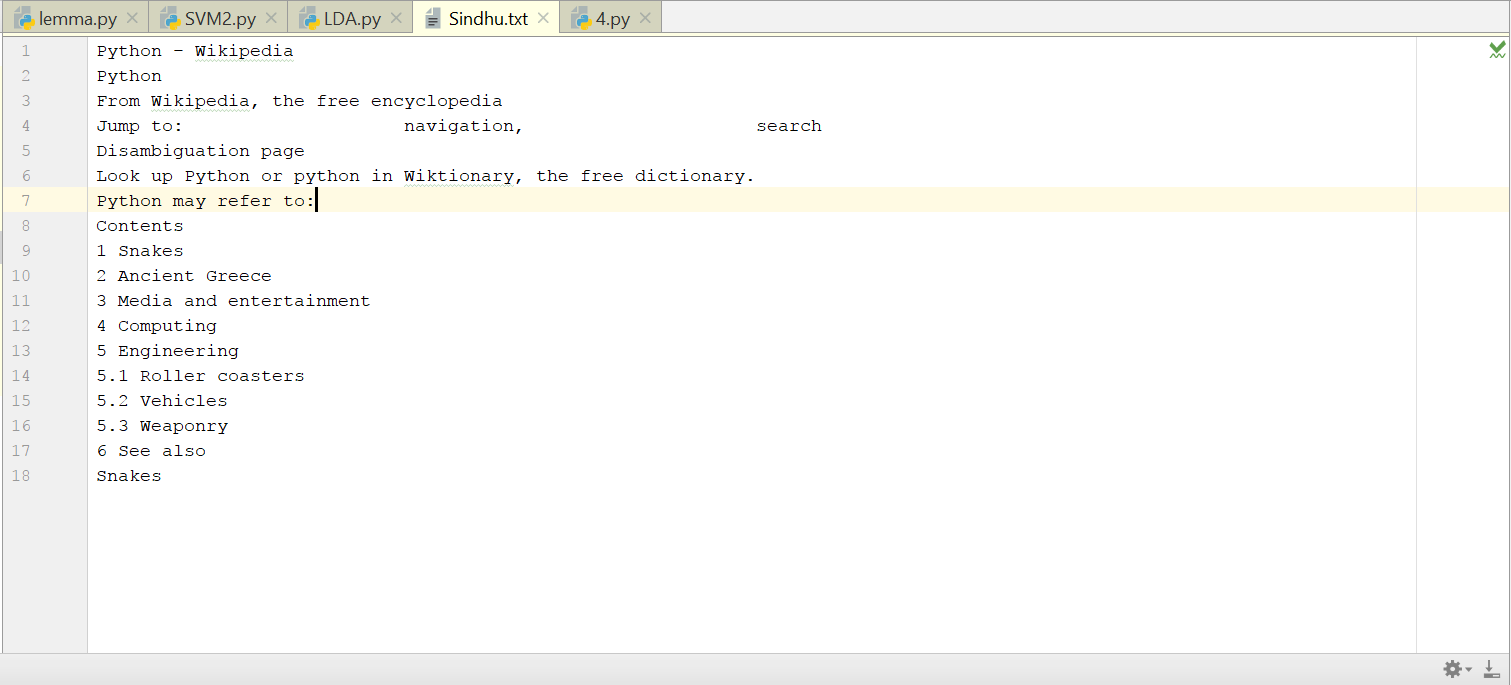 lemma.py SVM2.py LDA.py Sindhu.txt 4.py
1 Python - Wikipedia
2 Python
3 From Wikipedia, the free encyclopedia
4 Jump to: navigation, search
5 Disambiguation page
6 Look up Python or python in Wiktionary, the free dictionary.
7 Python may refer to:
8 Contents
9 1 Snakes
10 2 Ancient Greece
11 3 Media and entertainment
12 4 Computing
13 5 Engineering
14 5.1 Roller coasters
15 5.2 Vehicles
16 5.3 Weaponry
17 6 See also
18 Snakes